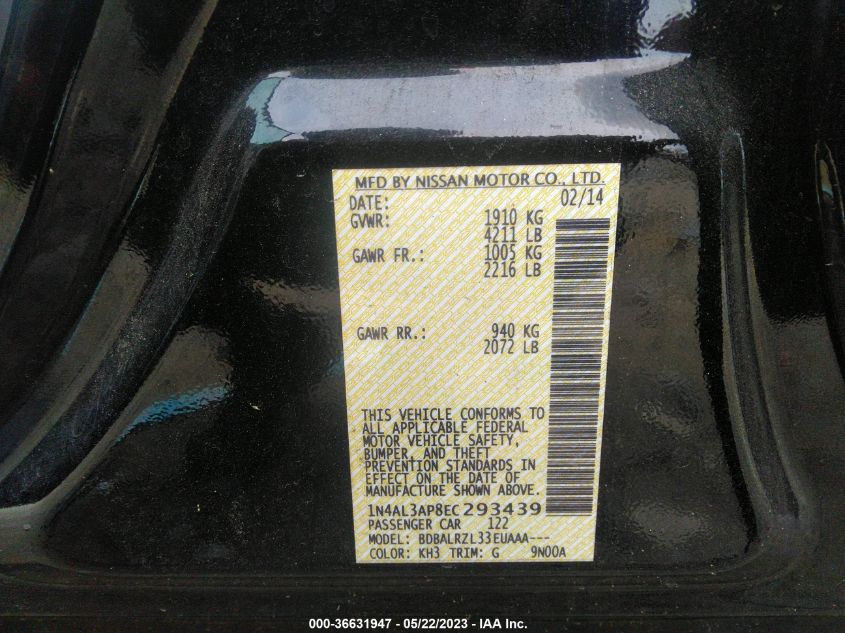 MFD BY NISSAN MOTOR CO., LTD.
DATE: 02/14
GVWR: 1910 KG
4211 LB
GAWR FR.: 1005 KG
2216 LB
GAWR RR.: 940 KG
2072 LB
THIS VEHICLE CONFORMS TO
ALL APPLICABLE FEDERAL
MOTOR VEHICLE SAFETY,
BUMPER, AND THEFT
PREVENTION STANDARDS IN
EFFECT ON THE DATE OF
MANUFACTURE SHOWN ABOVE.
1N4AL3AP8EC293439
PASSENGER CAR 122
MODEL: BDBALRZL33EUAAA---
COLOR: KH3 TRIM: G 9N00A
000-36631947 - 05/22/2023 - IAA Inc.